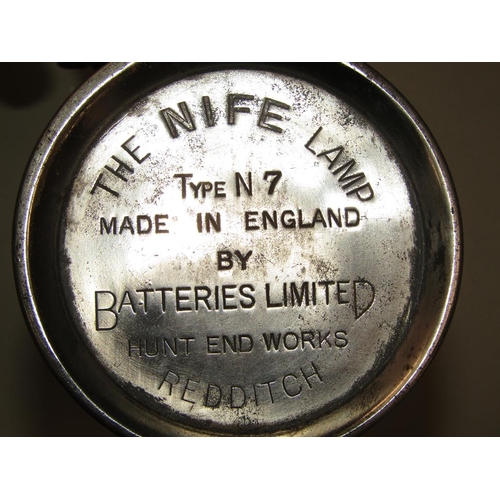 THE NIFE LAMP
TYPE N 7
MADE IN ENGLAND
BY
BATTERIES LIMITED
HUNT END WORKS
REDDITCH